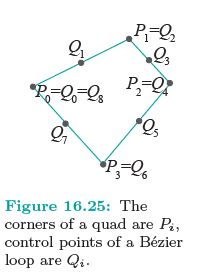 P₁=Q₂
Q₁
Q₃
P₂=Q₄
P₀=Q₀=Q₈
Q₅
Q₇
P₃=Q₆
Figure 16.25: The
corners of a quad are Pᵢ,
control points of a Bézier
loop are Qᵢ.